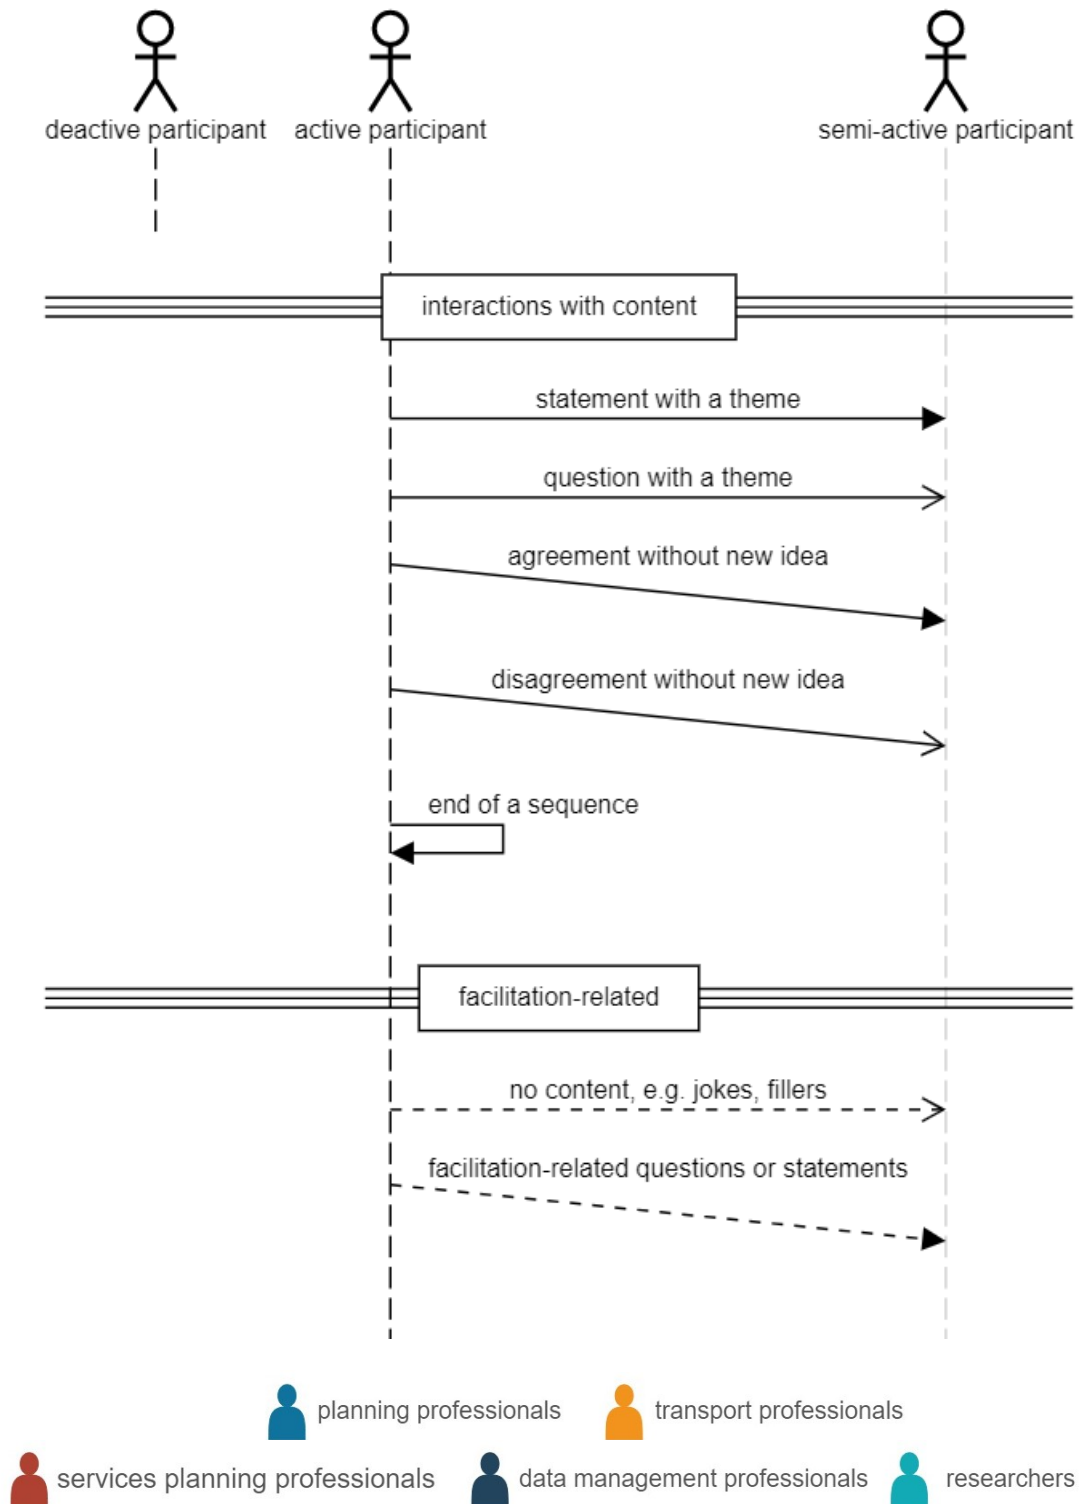 deactive participant
active participant
semi-active participant
interactions with content
statement with a theme
question with a theme
agreement without new idea
disagreement without new idea
end of a sequence
facilitation-related
no content, e.g. jokes, fillers
facilitation-related questions or statements
planning professionals
transport professionals
services planning professionals
data management professionals
researchers